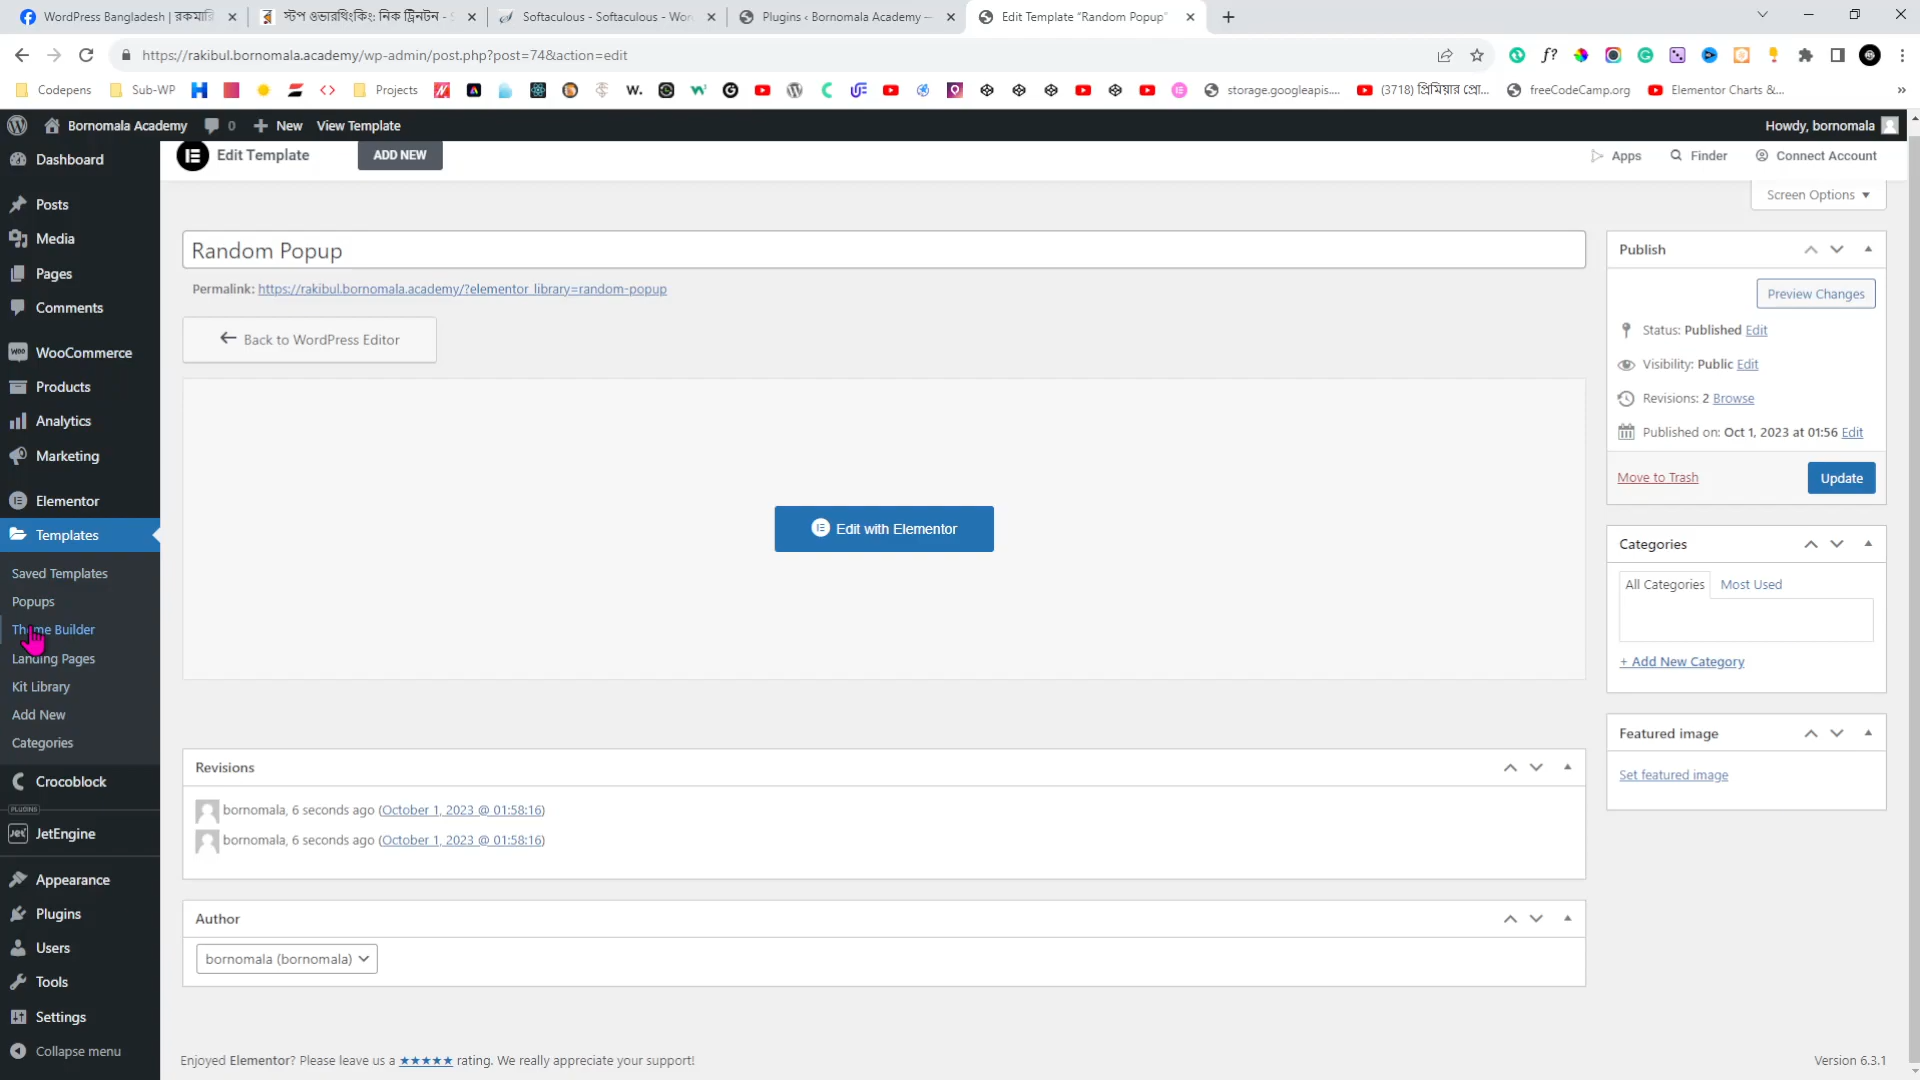 WordPress Bangladesh | রকমারি
স্টপ ওভারথিংকিং: নিক ট্রিনটন - S
Softaculous - Softaculous - Wor
Plugins ‹ Bornomala Academy —
Edit Template "Random Popup"
https://rakibul.bornomala.academy/wp-admin/post.php?post=74&action=edit
Codepens
Sub-WP
Projects
storage.googleapis....
(3718) প্রিমিয়ার প্রো...
freeCodeCamp.org
Elementor Charts &...
Bornomala Academy
0
New
View Template
Howdy, bornomala
Dashboard
Posts
Media
Pages
Comments
WooCommerce
Products
Analytics
Marketing
Elementor
Templates
Saved Templates
Popups
Theme Builder
Landing Pages
Kit Library
Add New
Categories
Crocoblock
PLUGINS
JetEngine
Appearance
Plugins
Users
Tools
Settings
Collapse menu
Edit Template
ADD NEW
Apps
Finder
Connect Account
Screen Options
Random Popup
Permalink: https://rakibul.bornomala.academy/?elementor_library=random-popup
Back to WordPress Editor
Edit with Elementor
Revisions
bornomala, 6 seconds ago (October 1, 2023 @ 01:58:16)
bornomala, 6 seconds ago (October 1, 2023 @ 01:58:16)
Author
bornomala (bornomala)
Publish
Preview Changes
Status: Published Edit
Visibility: Public Edit
Revisions: 2 Browse
Published on: Oct 1, 2023 at 01:56 Edit
Move to Trash
Update
Categories
All Categories
Most Used
+ Add New Category
Featured image
Set featured image
Enjoyed Elementor? Please leave us a ★★★★★ rating. We really appreciate your support!
Version 6.3.1